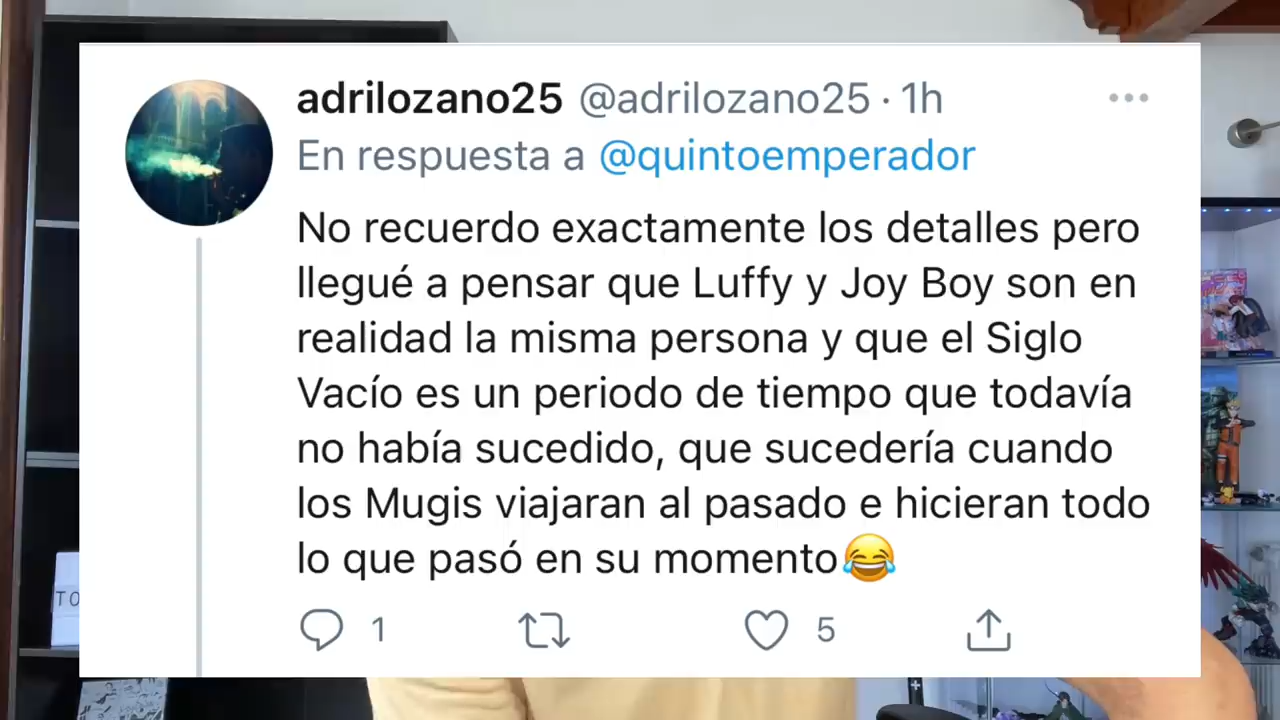 adrilozano25 @adrilozano25 · 1h
En respuesta a @quintoemperador
No recuerdo exactamente los detalles pero
llegué a pensar que Luffy y Joy Boy son en
realidad la misma persona y que el Siglo
Vacío es un periodo de tiempo que todavía
no había sucedido, que sucedería cuando
los Mugis viajaran al pasado e hicieran todo
lo que pasó en su momento😂
1
5
TO